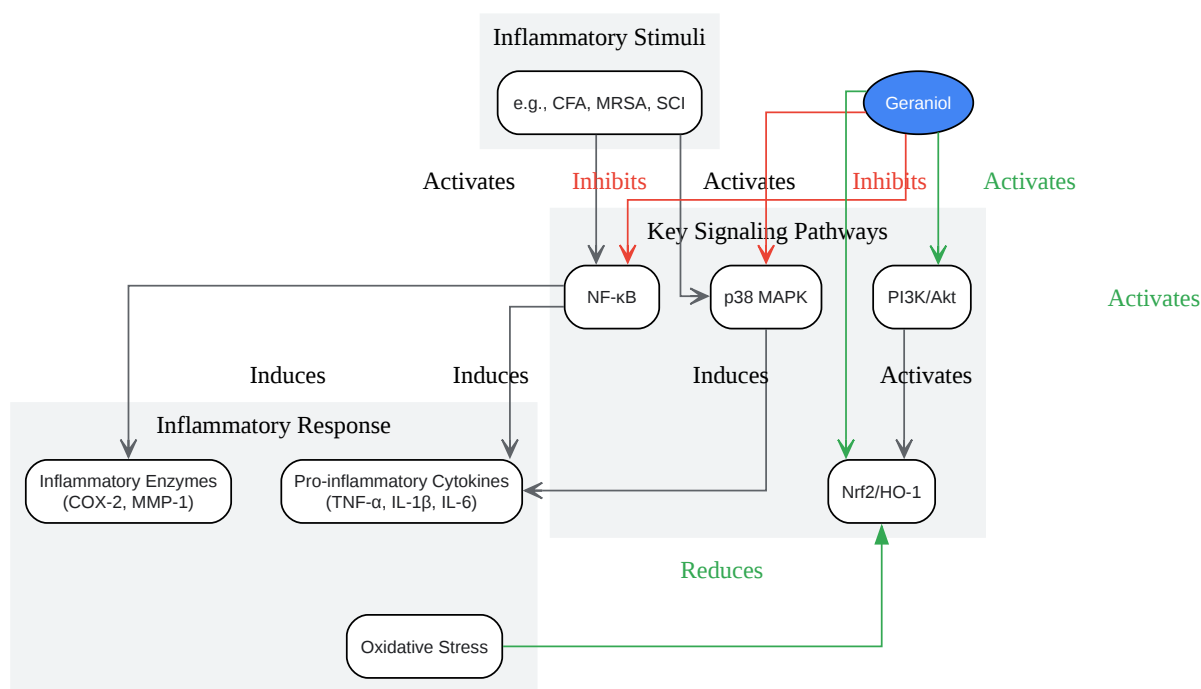 Inflammatory Stimuli
e.g., CFA, MRSA, SCI
Geraniol
Activates
Inhibits
Activates
Inhibits
Activates
Key Signaling Pathways
NF-κB
p38 MAPK
PI3K/Akt
Activates
Induces
Induces
Induces
Activates
Inflammatory Response
Inflammatory Enzymes
(COX-2, MMP-1)
Pro-inflammatory Cytokines
(TNF-α, IL-1β, IL-6)
Nrf2/HO-1
Reduces
Oxidative Stress